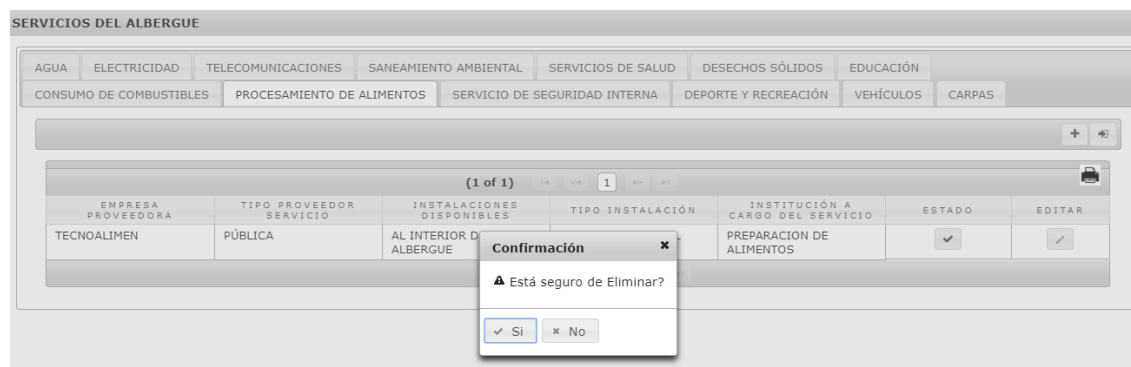 SERVICIOS DEL ALBERGUE
AGUA ELECTRICIDAD TELECOMUNICACIONES SANEAMIENTO AMBIENTAL SERVICIOS DE SALUD DESECHOS SÓLIDOS EDUCACIÓN
CONSUMO DE COMBUSTIBLES PROCESAMIENTO DE ALIMENTOS SERVICIO DE SEGURIDAD INTERNA DEPORTE Y RECREACIÓN VEHÍCULOS CARPAS
(1 of 1) 1
EMPRESA PROVEEDORA TIPO PROVEEDOR SERVICIO INSTALACIONES DISPONIBLES TIPO INSTALACIÓN INSTITUCIÓN A CARGO DEL SERVICIO ESTADO EDITAR
TECNOALIMEN PÚBLICA AL INTERIOR ALBERGUE PREPARACION DE ALIMENTOS
Confirmación
Está seguro de Eliminar?
Si No